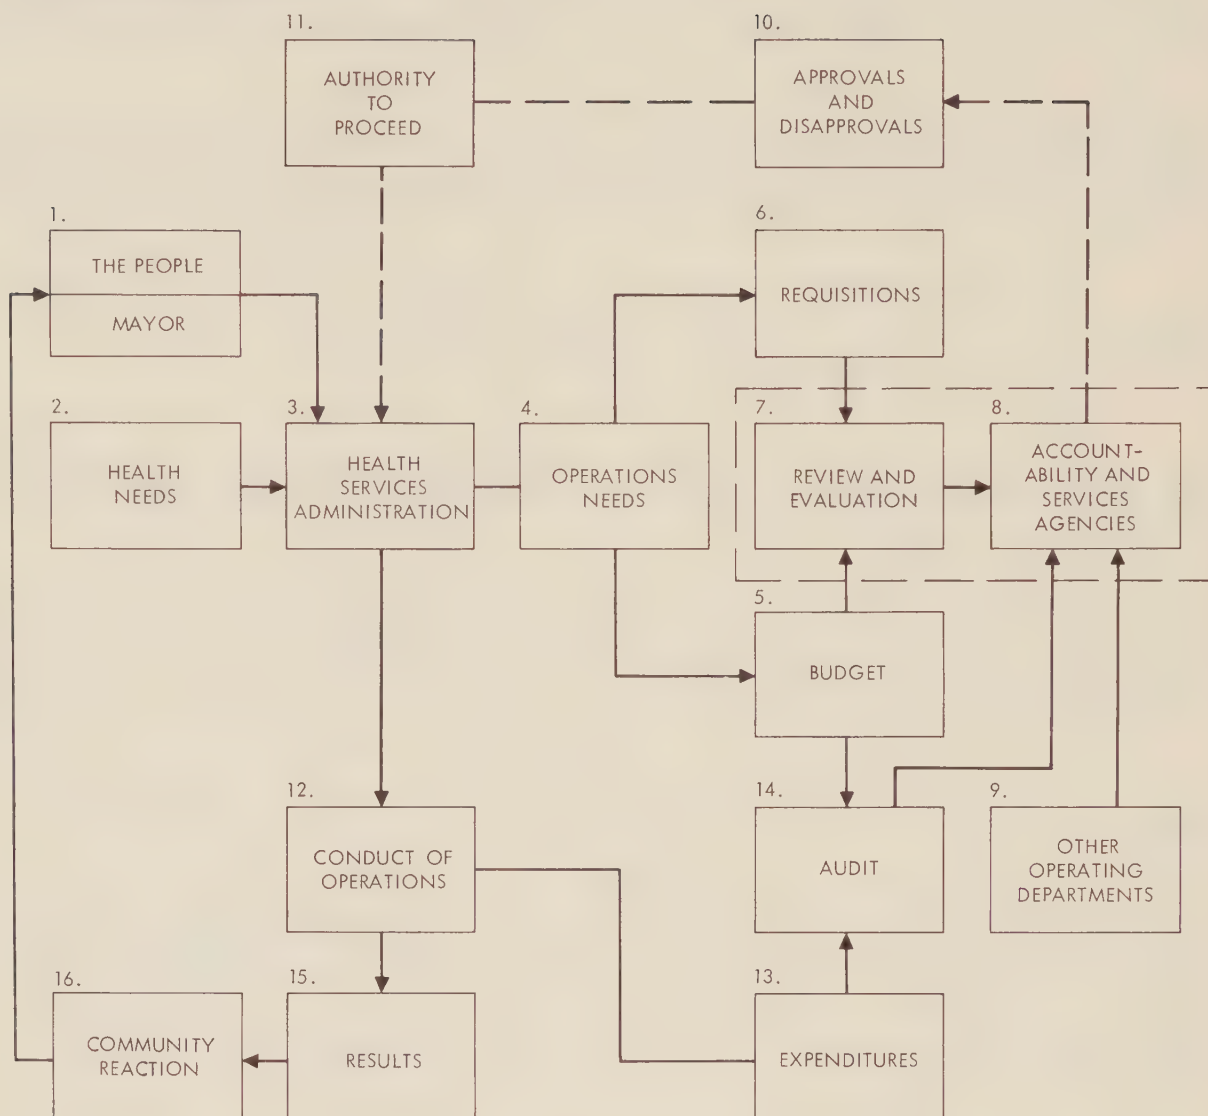 11.
AUTHORITY
TO
PROCEED
10.
APPROVALS
AND
DISAPPROVALS
1.
THE PEOPLE
MAYOR
6.
REQUISITIONS
2.
HEALTH
NEEDS
3.
HEALTH
SERVICES
ADMINISTRATION
4.
OPERATIONS
NEEDS
7.
REVIEW AND
EVALUATION
8.
ACCOUNT-
ABILITY AND
SERVICES
AGENCIES
5.
BUDGET
12.
CONDUCT OF
OPERATIONS
14.
AUDIT
9.
OTHER
OPERATING
DEPARTMENTS
16.
COMMUNITY
REACTION
15.
RESULTS
13.
EXPENDITURES